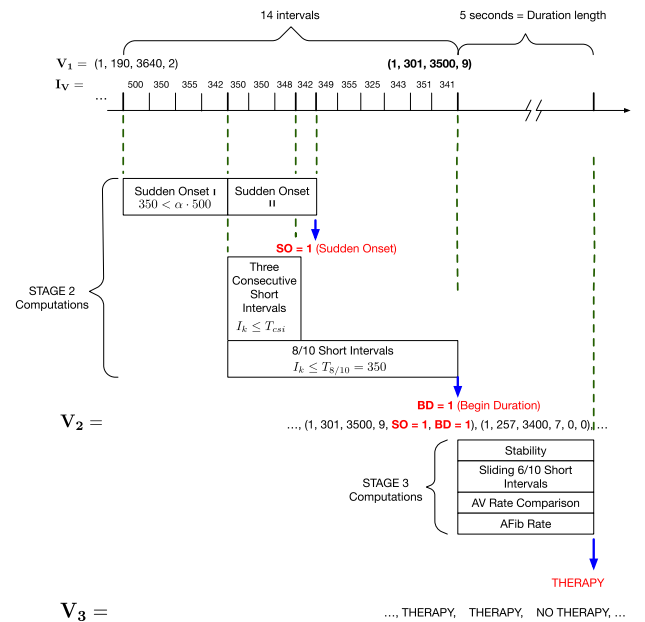 14 intervals
5 seconds = Duration length
V₁ = (1, 190, 3640, 2)
(1, 301, 3500, 9)
I_V =
... 500 350 355 342 350 350 348 342 349 355 325 343 351 341
Sudden Onset I
350 < α · 500
Sudden Onset
II
SO = 1 (Sudden Onset)
STAGE 2
Computations
Three
Consecutive
Short
Intervals
I_k ≤ T_csi
8/10 Short Intervals
I_k ≤ T_8/10 = 350
BD = 1 (Begin Duration)
V₂ =
..., (1, 301, 3500, 9, SO = 1, BD = 1), (1, 257, 3400, 7, 0, 0), ...
STAGE 3
Computations
Stability
Sliding 6/10 Short
Intervals
AV Rate Comparison
AFib Rate
THERAPY
V₃ =
..., THERAPY, THERAPY, NO THERAPY, ...